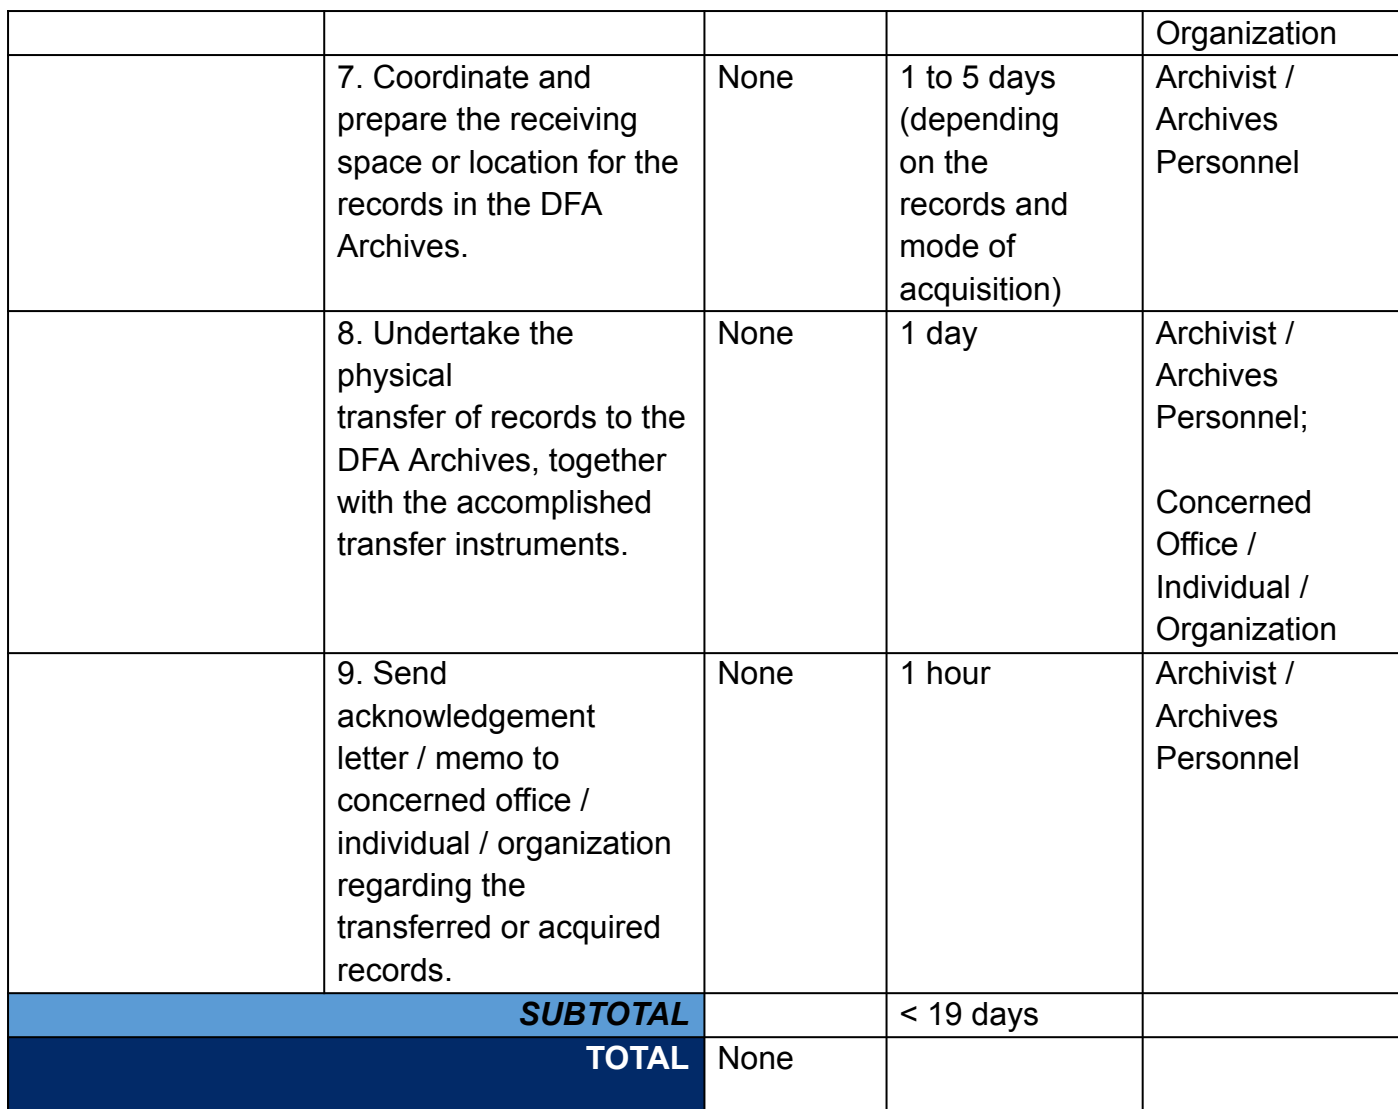 Organization
7. Coordinate and
prepare the receiving
space or location for the
records in the DFA
Archives.
None
1 to 5 days
(depending
on the
records and
mode of
acquisition)
Archivist /
Archives
Personnel
8. Undertake the
physical
transfer of records to the
DFA Archives, together
with the accomplished
transfer instruments.
None
1 day
Archivist /
Archives
Personnel;
Concerned
Office /
Individual /
Organization
9. Send
acknowledgement
letter / memo to
concerned office /
individual / organization
regarding the
transferred or acquired
records.
None
1 hour
Archivist /
Archives
Personnel
SUBTOTAL
< 19 days
TOTAL
None